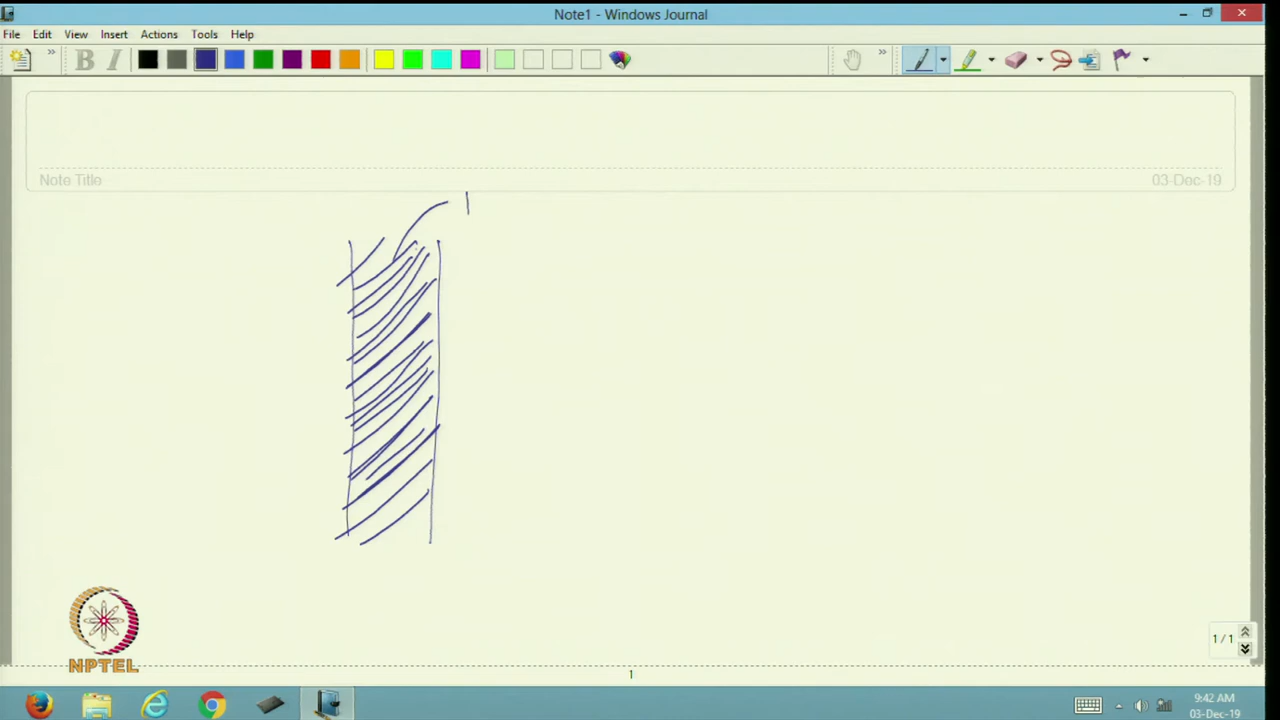 Note1 - Windows Journal
File Edit View Insert Actions Tools Help
B I
Note Title
03-Dec-19
1 / 1
NPTEL
1
9:42 AM
03-Dec-19